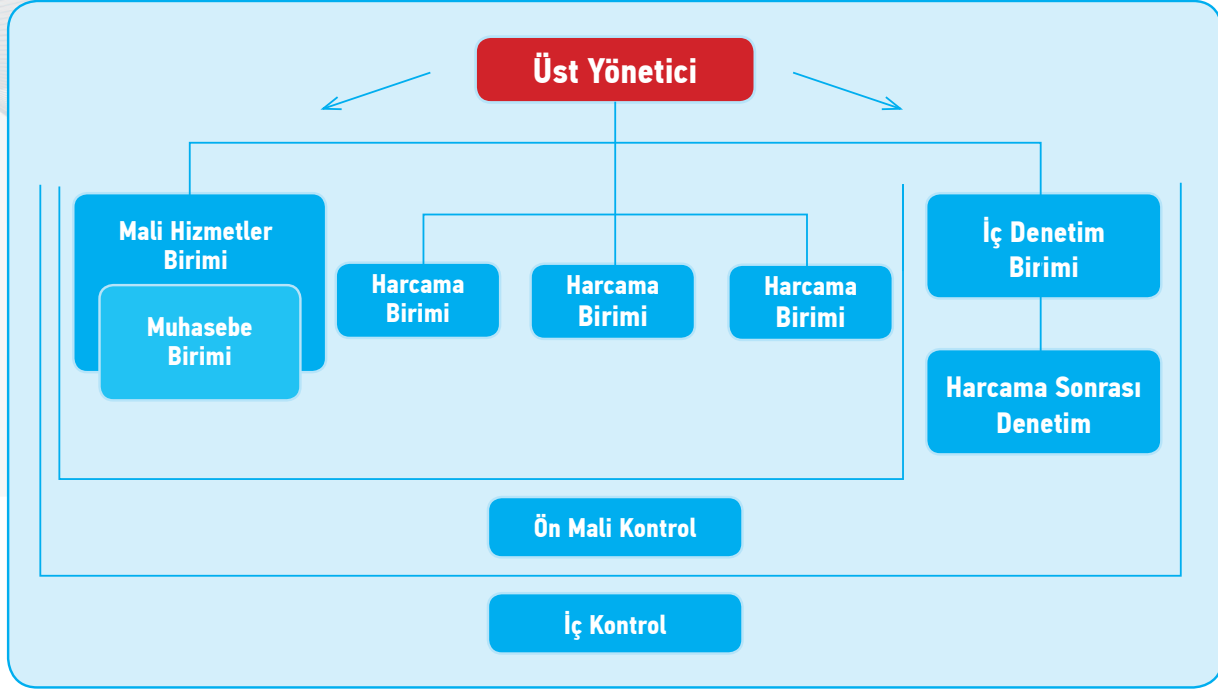 Üst Yönetici
Mali Hizmetler
Birimi
Muhasebe
Birimi
Harcama
Birimi
Harcama
Birimi
Harcama
Birimi
İç Denetim
Birimi
Harcama Sonrası
Denetim
Ön Mali Kontrol
İç Kontrol